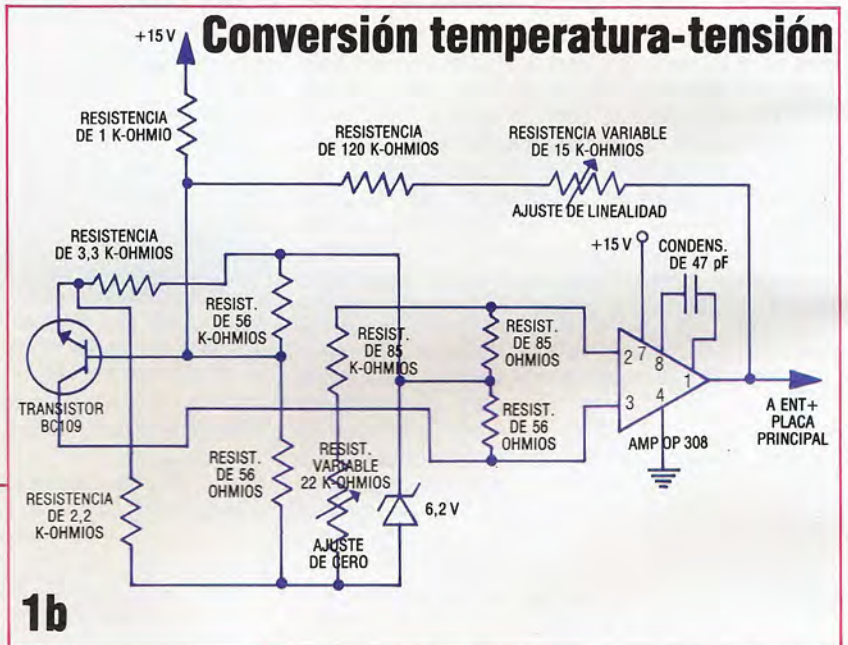 Conversión temperatura-tensión
+15 V
RESISTENCIA
DE 1 K-OHMIO
RESISTENCIA
DE 120 K-OHMIOS
RESISTENCIA VARIABLE
DE 15 K-OHMIOS
AJUSTE DE LINEALIDAD
RESISTENCIA
DE 3,3 K-OHMIOS
+15 V
CONDENS.
DE 47 pF
RESIST.
DE 56
K-OHMIOS
RESIST.
DE 85
K-OHMIOS
RESIST.
DE 85
OHMIOS
2
7
8
1
3
4
TRANSISTOR
BC109
RESIST.
DE 56
OHMIOS
A ENT+
PLACA
PRINCIPAL
AMP OP 308
RESIST.
DE 56
OHMIOS
RESIST.
VARIABLE
22 K-OHMIOS
RESISTENCIA
DE 2,2
K-OHMIOS
6,2 V
AJUSTE
DE CERO
1b